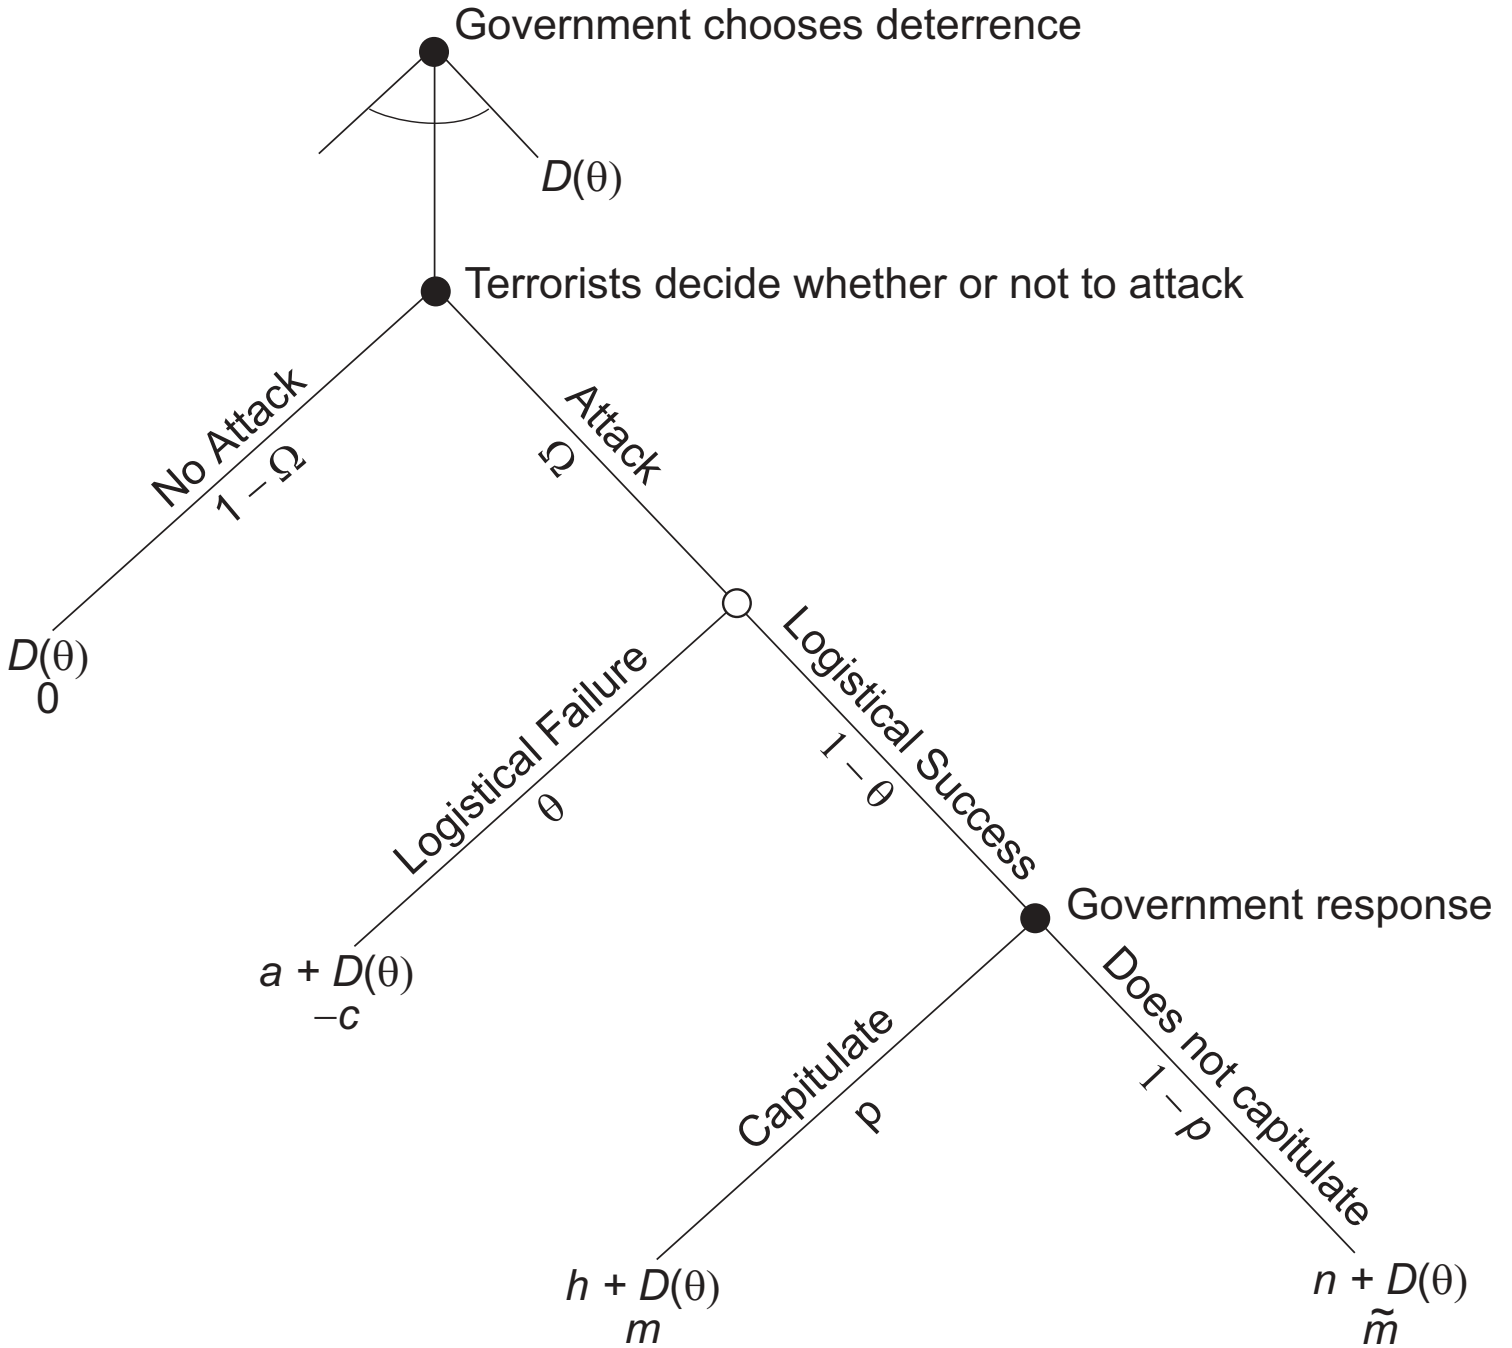 Government chooses deterrence
D(θ)
Terrorists decide whether or not to attack
No Attack
1 – Ω
Attack
Ω
D(θ)
0
Logistical Failure
θ
Logistical Success
1 – θ
a + D(θ)
–c
Government response
Capitulate
p
Does not capitulate
1 – p
h + D(θ)
m
n + D(θ)
m̃